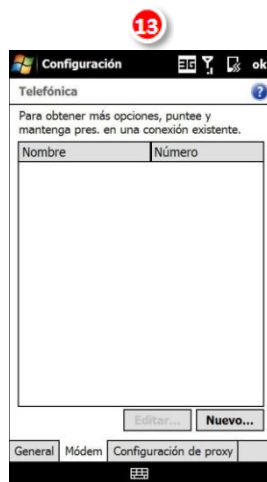 13
Configuración 3G ok
Telefónica ?
Para obtener más opciones, puntee y
mantenga pres. en una conexión existente.
Nombre Número
Editar... Nuevo...
General Módem Configuración de proxy